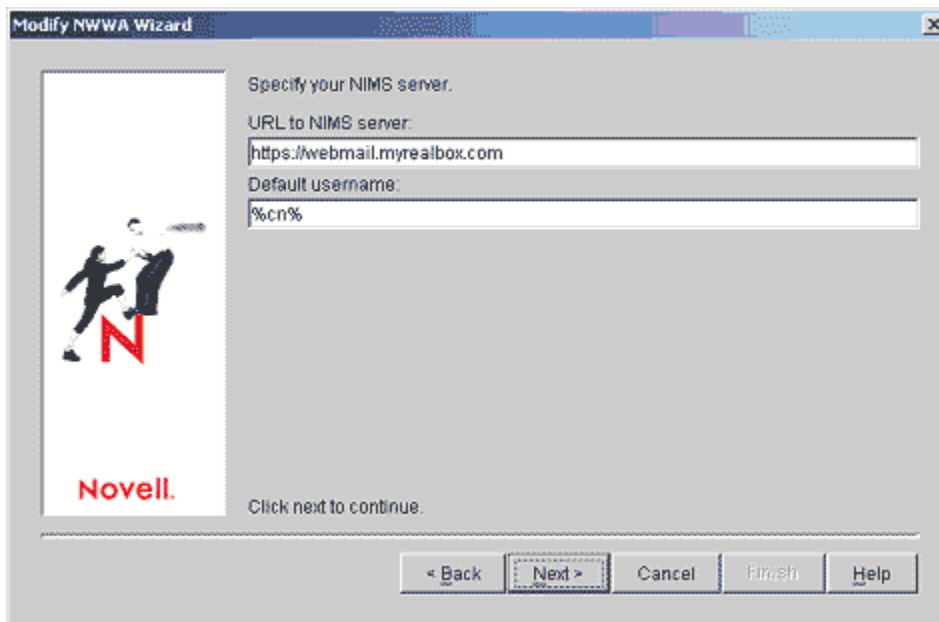 Modify NWWA Wizard
Specify your NIMS server.
URL to NIMS server:
https://webmail.myrealbox.com
Default username:
%cn%
N
Novell.
Click next to continue.
< Back Next > Cancel Finish Help